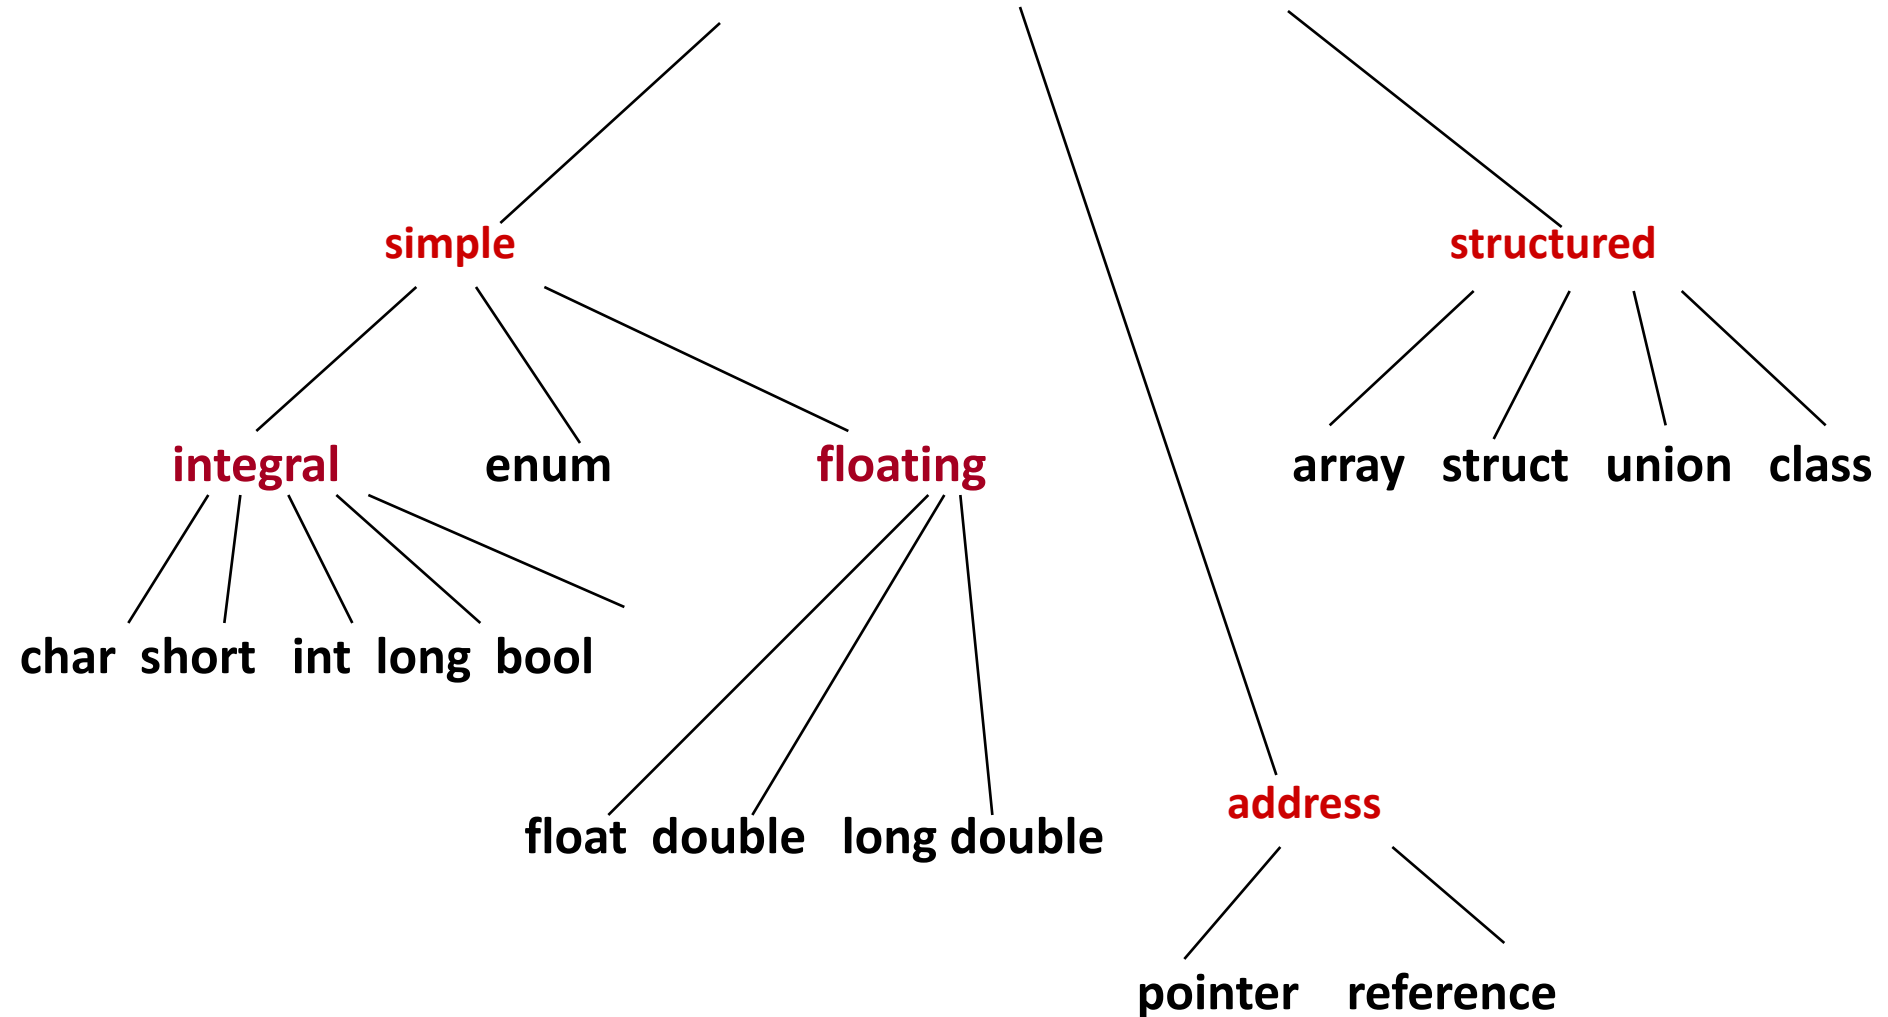 simple structured
integral enum floating array struct union class
char short int long bool
address
float double long double
pointer reference